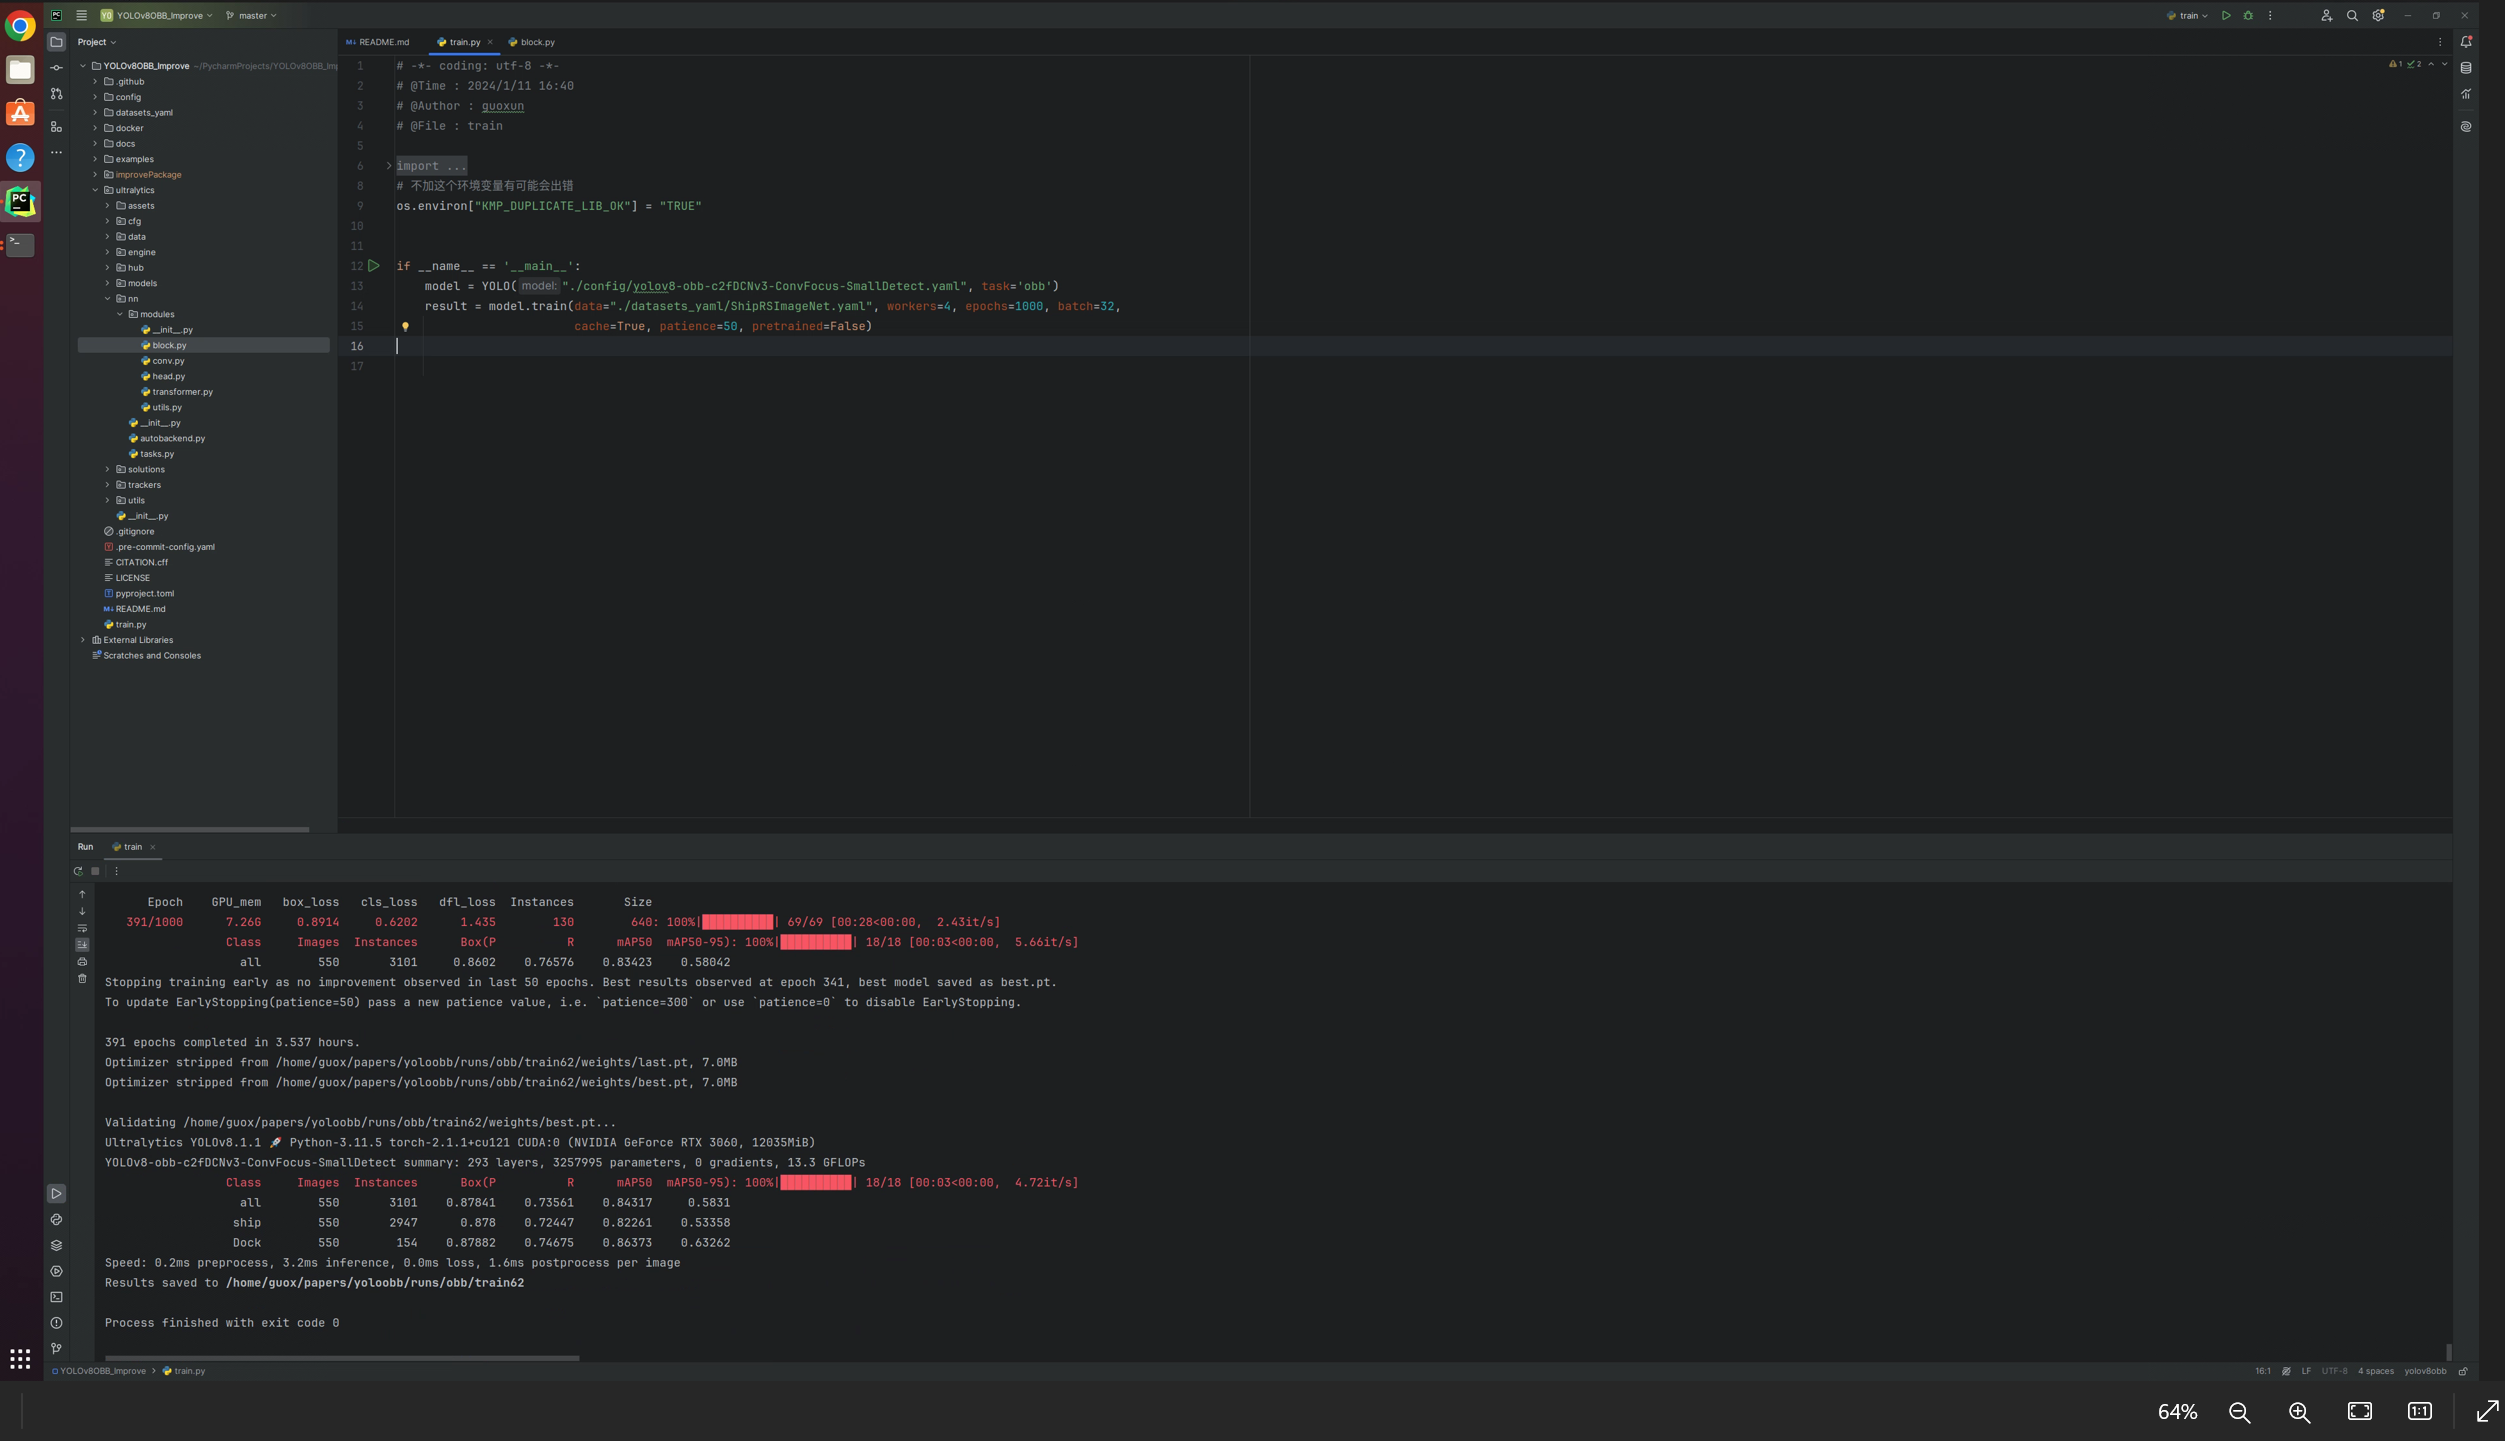 YO YOLOv8OBB_Improve master
train
Project
README.md train.py block.py
YOLOv8OBB_Improve ~/PycharmProjects/YOLOv8OBB_Imp
.github
config
datasets_yaml
docker
docs
examples
improvePackage
ultralytics
assets
cfg
data
engine
hub
models
nn
modules
__init__.py
block.py
conv.py
head.py
transformer.py
utils.py
__init__.py
autobackend.py
tasks.py
solutions
trackers
utils
__init__.py
.gitignore
.pre-commit-config.yaml
CITATION.cff
LICENSE
pyproject.toml
README.md
train.py
External Libraries
Scratches and Consoles
1 # -*- coding: utf-8 -*-
2 # @Time : 2024/1/11 16:40
3 # @Author : guoxun
4 # @File : train
5
6 import ...
8 # 不加这个环境变量有可能会出错
9 os.environ["KMP_DUPLICATE_LIB_OK"] = "TRUE"
10
11
12 if __name__ == '__main__':
13 model = YOLO( model: "./config/yolov8-obb-c2fDCNv3-ConvFocus-SmallDetect.yaml", task='obb')
14 result = model.train(data="./datasets_yaml/ShipRSImageNet.yaml", workers=4, epochs=1000, batch=32,
15 cache=True, patience=50, pretrained=False)
16
17
1 2
Run train
Epoch GPU_mem box_loss cls_loss dfl_loss Instances Size
391/1000 7.26G 0.8914 0.6202 1.435 130 640: 100%|██████████| 69/69 [00:28<00:00, 2.43it/s]
Class Images Instances Box(P R mAP50 mAP50-95): 100%|██████████| 18/18 [00:03<00:00, 5.66it/s]
all 550 3101 0.8602 0.76576 0.83423 0.58042
Stopping training early as no improvement observed in last 50 epochs. Best results observed at epoch 341, best model saved as best.pt.
To update EarlyStopping(patience=50) pass a new patience value, i.e. `patience=300` or use `patience=0` to disable EarlyStopping.
391 epochs completed in 3.537 hours.
Optimizer stripped from /home/guox/papers/yoloobb/runs/obb/train62/weights/last.pt, 7.0MB
Optimizer stripped from /home/guox/papers/yoloobb/runs/obb/train62/weights/best.pt, 7.0MB
Validating /home/guox/papers/yoloobb/runs/obb/train62/weights/best.pt...
Ultralytics YOLOv8.1.1 🚀 Python-3.11.5 torch-2.1.1+cu121 CUDA:0 (NVIDIA GeForce RTX 3060, 12035MiB)
YOLOv8-obb-c2fDCNv3-ConvFocus-SmallDetect summary: 293 layers, 3257995 parameters, 0 gradients, 13.3 GFLOPs
Class Images Instances Box(P R mAP50 mAP50-95): 100%|██████████| 18/18 [00:03<00:00, 4.72it/s]
all 550 3101 0.87841 0.73561 0.84317 0.5831
ship 550 2947 0.878 0.72447 0.82261 0.53358
Dock 550 154 0.87882 0.74675 0.86373 0.63262
Speed: 0.2ms preprocess, 3.2ms inference, 0.0ms loss, 1.6ms postprocess per image
Results saved to /home/guox/papers/yoloobb/runs/obb/train62
Process finished with exit code 0
YOLOv8OBB_Improve > train.py
16:1 LF UTF-8 4 spaces yolov8obb
64% 1:1